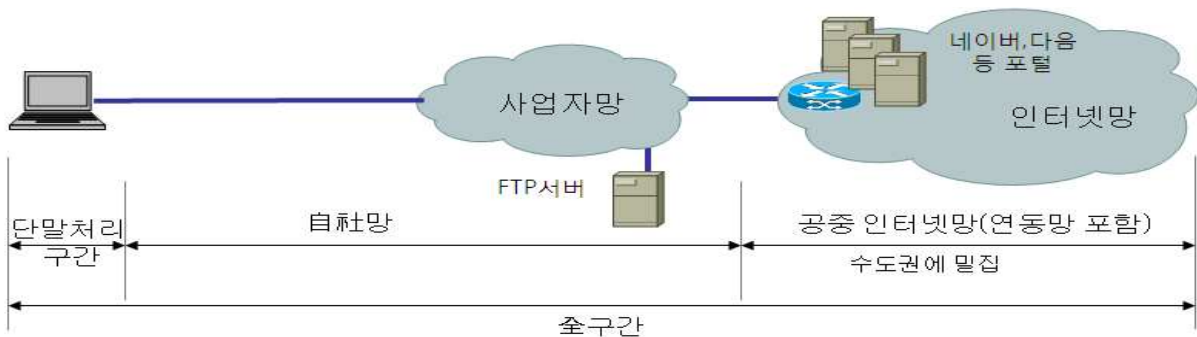 네이버,다음
등 포털
사업자망
인터넷망
FTP서버
단말처리
구간
自社망
공중 인터넷망(연동망 포함)
수도권에 밀집
全구간